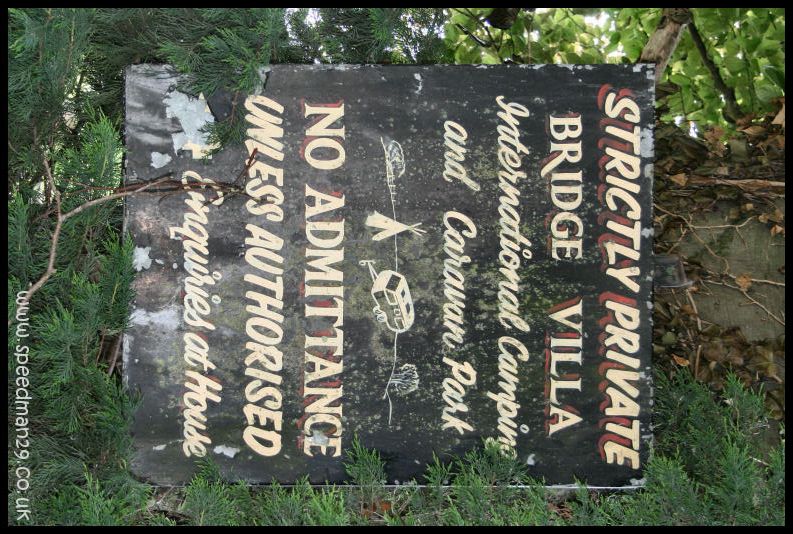 STRICTLY PRIVATE
BRIDGE VILLA
International Camping
and Caravan Park
NO ADMITTANCE
UNLESS AUTHORISED
Enquiries at House
www.speedman29.co.uk